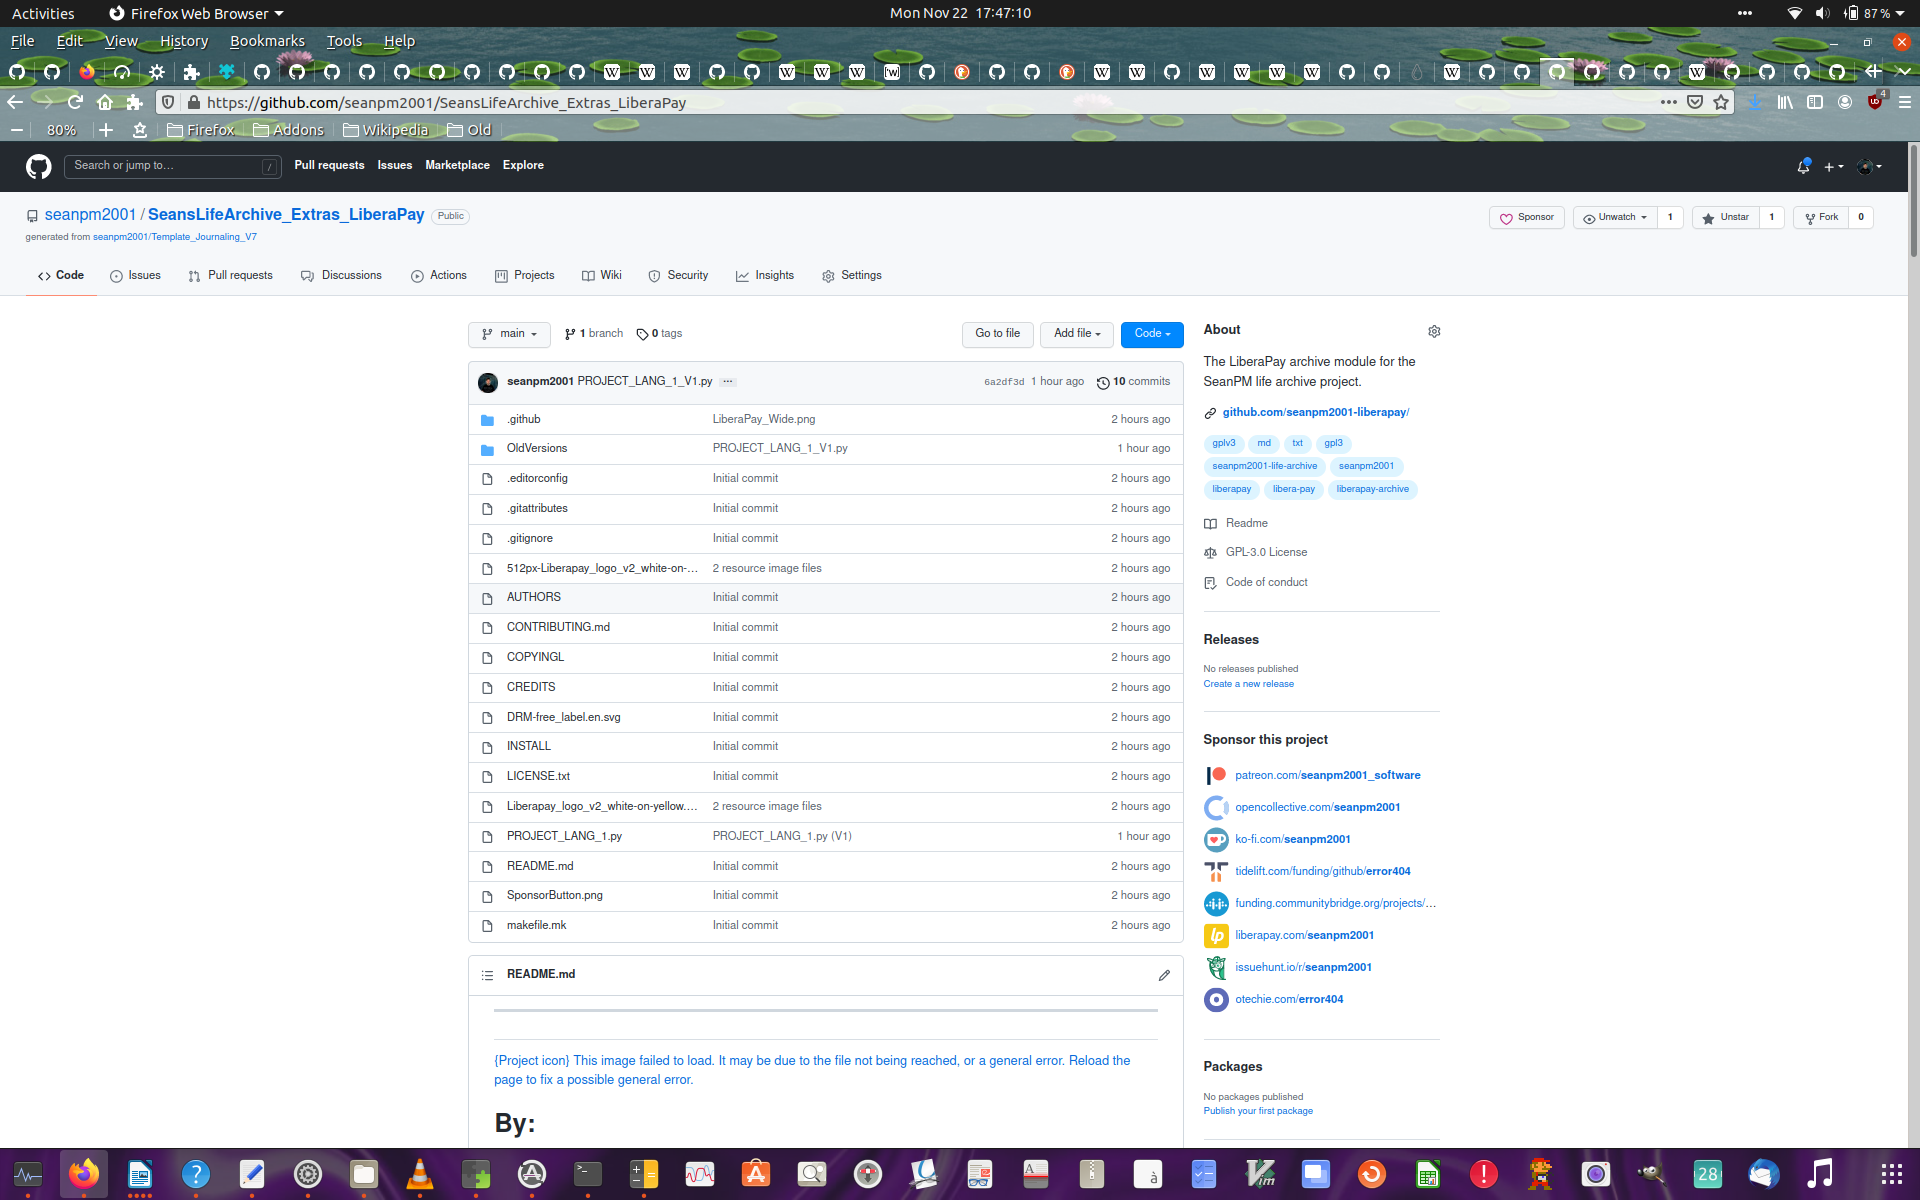 Activities Firefox Web Browser Mon Nov 22 17:47:10 87 %
File Edit View History Bookmarks Tools Help
https://github.com/seanpm2001/SeansLifeArchive_Extras_LiberaPay 4
80% Firefox Addons Wikipedia Old
Search or jump to… / Pull requests Issues Marketplace Explore
seanpm2001 / SeansLifeArchive_Extras_LiberaPay Public Sponsor Unwatch 1 Unstar 1 Fork 0
generated from seanpm2001/Template_Journaling_V7
Code Issues Pull requests Discussions Actions Projects Wiki Security Insights Settings
main 1 branch 0 tags Go to file Add file Code
seanpm2001 PROJECT_LANG_1_V1.py ... 6a2df3d 1 hour ago 10 commits
.github LiberaPay_Wide.png 2 hours ago
OldVersions PROJECT_LANG_1_V1.py 1 hour ago
.editorconfig Initial commit 2 hours ago
.gitattributes Initial commit 2 hours ago
.gitignore Initial commit 2 hours ago
512px-Liberapay_logo_v2_white-on-... 2 resource image files 2 hours ago
AUTHORS Initial commit 2 hours ago
CONTRIBUTING.md Initial commit 2 hours ago
COPYINGL Initial commit 2 hours ago
CREDITS Initial commit 2 hours ago
DRM-free_label.en.svg Initial commit 2 hours ago
INSTALL Initial commit 2 hours ago
LICENSE.txt Initial commit 2 hours ago
Liberapay_logo_v2_white-on-yellow.... 2 resource image files 2 hours ago
PROJECT_LANG_1.py PROJECT_LANG_1.py (V1) 1 hour ago
README.md Initial commit 2 hours ago
SponsorButton.png Initial commit 2 hours ago
makefile.mk Initial commit 2 hours ago
README.md
{Project icon} This image failed to load. It may be due to the file not being reached, or a general error. Reload the
page to fix a possible general error.
By:
About
The LiberaPay archive module for the
SeanPM life archive project.
github.com/seanpm2001-liberapay/
gplv3 md txt gpl3
seanpm2001-life-archive seanpm2001
liberapay libera-pay liberapay-archive
Readme
GPL-3.0 License
Code of conduct
Releases
No releases published
Create a new release
Sponsor this project
patreon.com/seanpm2001_software
opencollective.com/seanpm2001
ko-fi.com/seanpm2001
tidelift.com/funding/github/error404
funding.communitybridge.org/projects/...
lp liberapay.com/seanpm2001
issuehunt.io/r/seanpm2001
otechie.com/error404
Packages
No packages published
Publish your first package
28